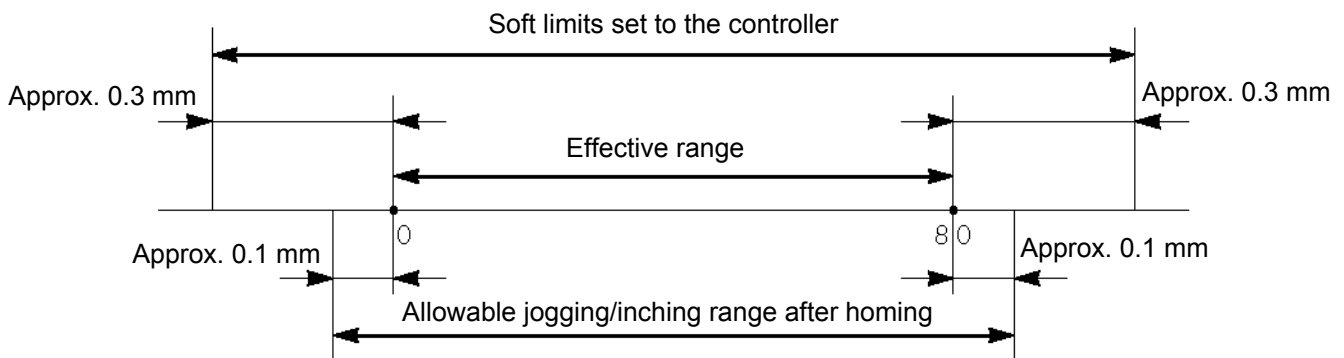 Soft limits set to the controller
Approx. 0.3 mm
Approx. 0.3 mm
Effective range
0
80
Approx. 0.1 mm
Approx. 0.1 mm
Allowable jogging/inching range after homing